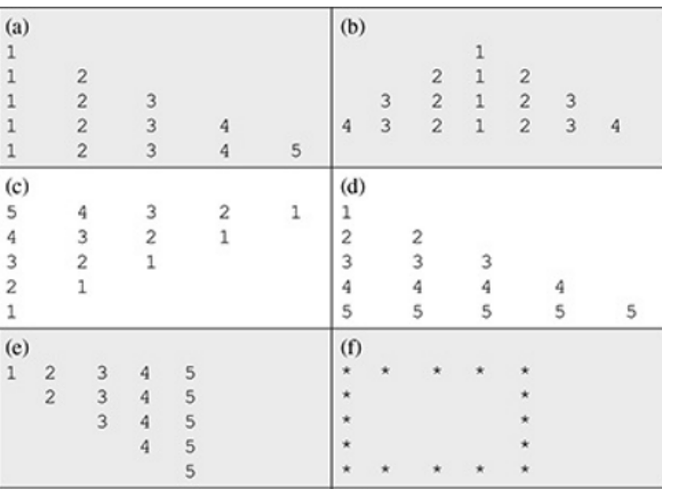 (a)
1
1 2
1 2 3
1 2 3 4
1 2 3 4 5
(b)
1
2 1 2
3 2 1 2 3
4 3 2 1 2 3 4
(c)
5 4 3 2 1
4 3 2 1
3 2 1
2 1
1
(d)
1
2 2
3 3 3
4 4 4 4
5 5 5 5 5
(e)
1 2 3 4 5
2 3 4 5
3 4 5
4 5
5
(f)
* * * * *
* *
* *
* *
* * * * *